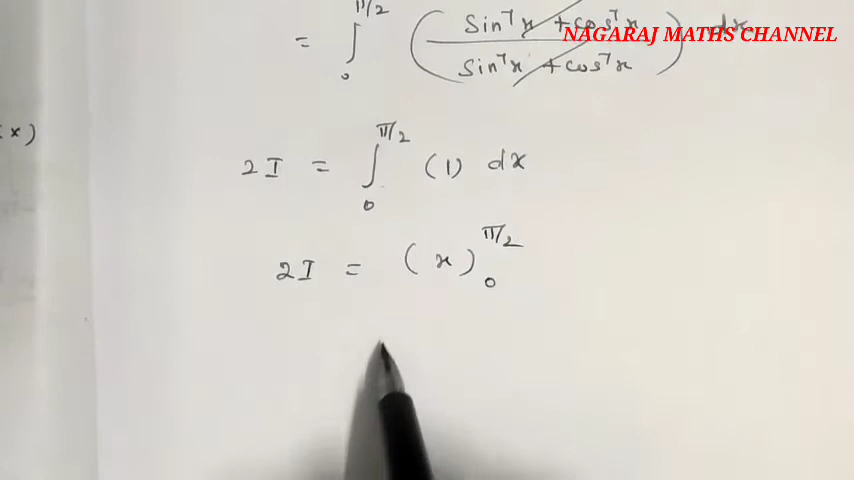 = ∫₀^π/2 ( (sin⁷x + cos⁷x) / (sin⁷x + cos⁷x) ) dx
NAGARAJ MATHS CHANNEL
x)
2I = ∫₀^π/2 (1) dx
2I = (x)₀^π/2